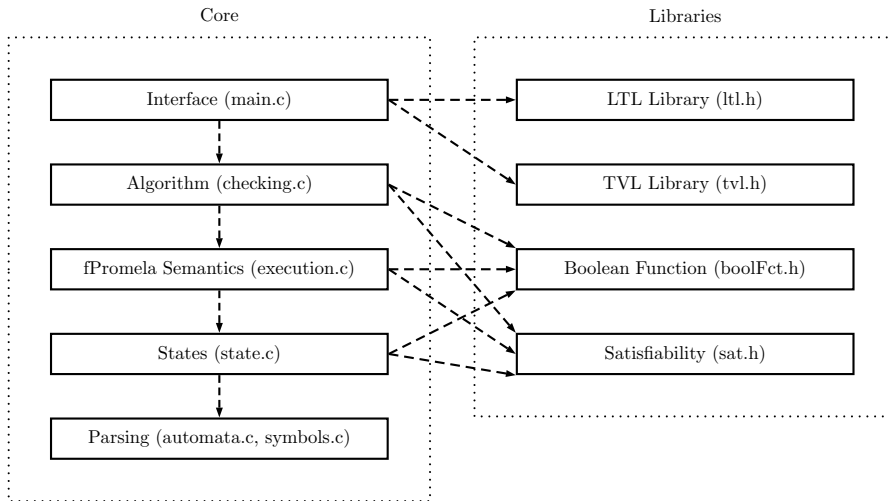 Core
Libraries
Interface (main.c)
LTL Library (ltl.h)
Algorithm (checking.c)
TVL Library (tvl.h)
fPromela Semantics (execution.c)
Boolean Function (boolFct.h)
States (state.c)
Satisfiability (sat.h)
Parsing (automata.c, symbols.c)